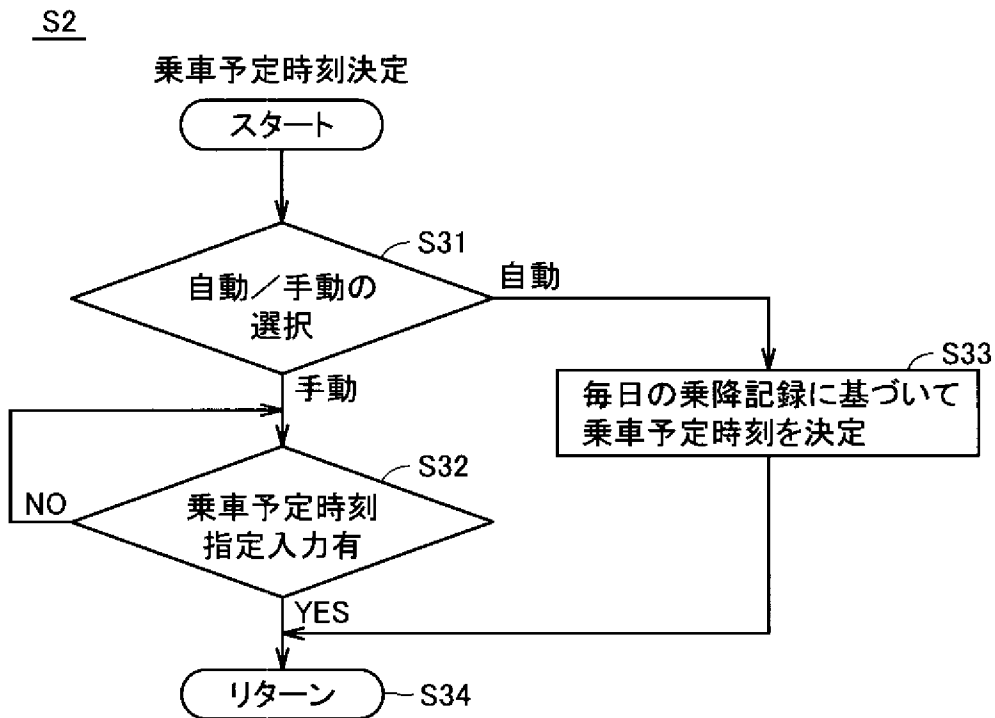 S2
乗車予定時刻決定
スタート
S31
自動／手動の
選択
自動
手動
S33
毎日の乗降記録に基づいて
乗車予定時刻を決定
S32
乗車予定時刻
指定入力有
NO
YES
リターン
S34